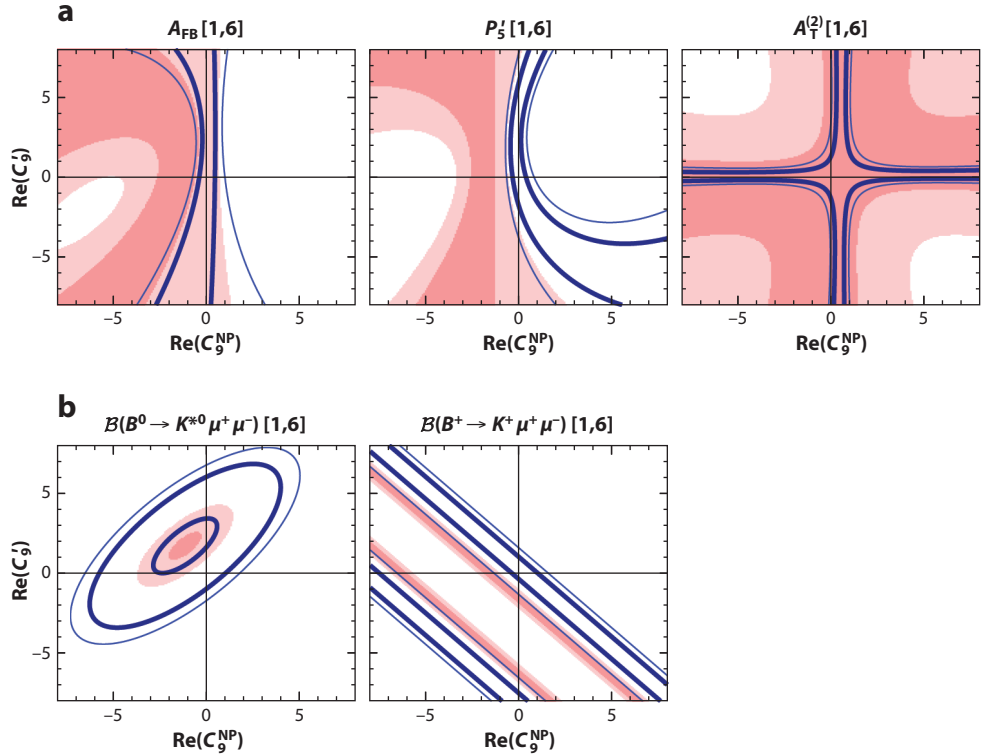 a
A_FB [1,6]
P′_5 [1,6]
A_T^(2) [1,6]
Re(C′_9)
5
0
−5
−5 0 5
−5 0 5
−5 0 5
Re(C_9^NP)
Re(C_9^NP)
Re(C_9^NP)
b
ℬ(B⁰ → K*⁰ μ⁺ μ⁻) [1,6]
ℬ(B⁺ → K⁺ μ⁺ μ⁻) [1,6]
Re(C′_9)
5
0
−5
−5 0 5
−5 0 5
Re(C_9^NP)
Re(C_9^NP)